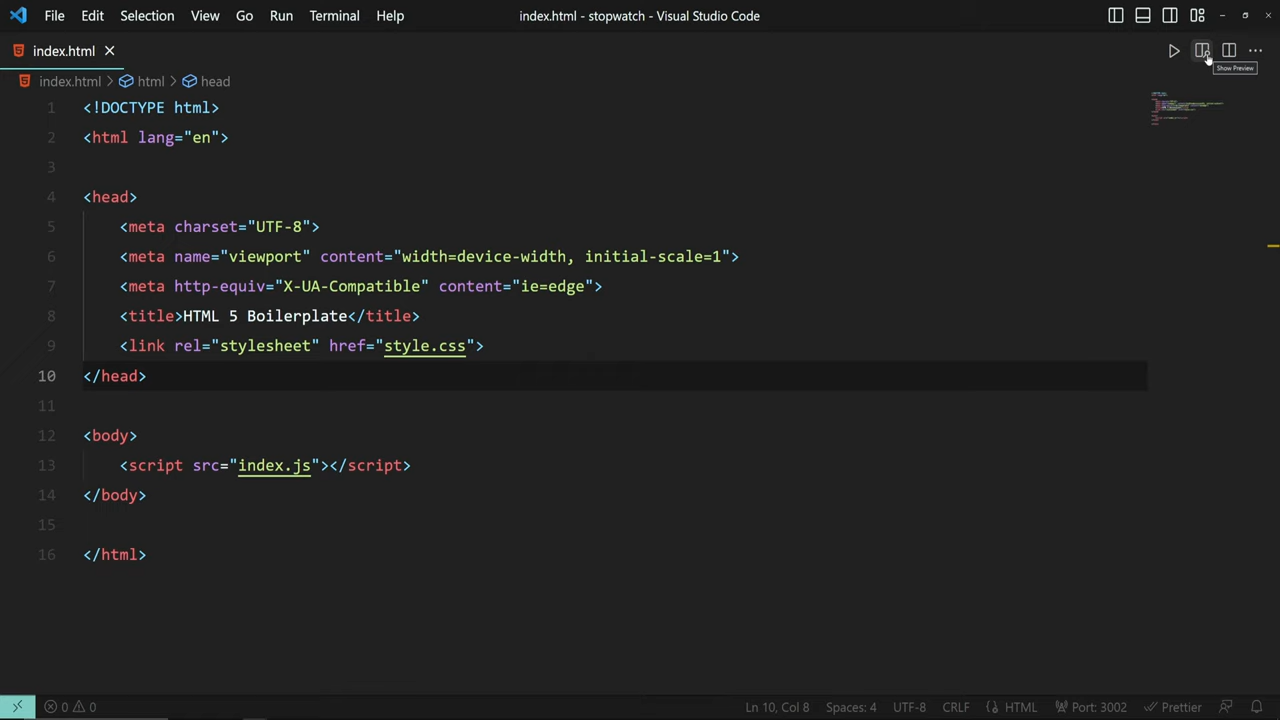 File Edit Selection View Go Run Terminal Help index.html - stopwatch - Visual Studio Code
index.html
Show Preview
index.html > html > head
1 <!DOCTYPE html>
2 <html lang="en">
3
4 <head>
5 <meta charset="UTF-8">
6 <meta name="viewport" content="width=device-width, initial-scale=1">
7 <meta http-equiv="X-UA-Compatible" content="ie=edge">
8 <title>HTML 5 Boilerplate</title>
9 <link rel="stylesheet" href="style.css">
10 </head>
11
12 <body>
13 <script src="index.js"></script>
14 </body>
15
16 </html>
0 0 Ln 10, Col 8 Spaces: 4 UTF-8 CRLF HTML Port: 3002 Prettier